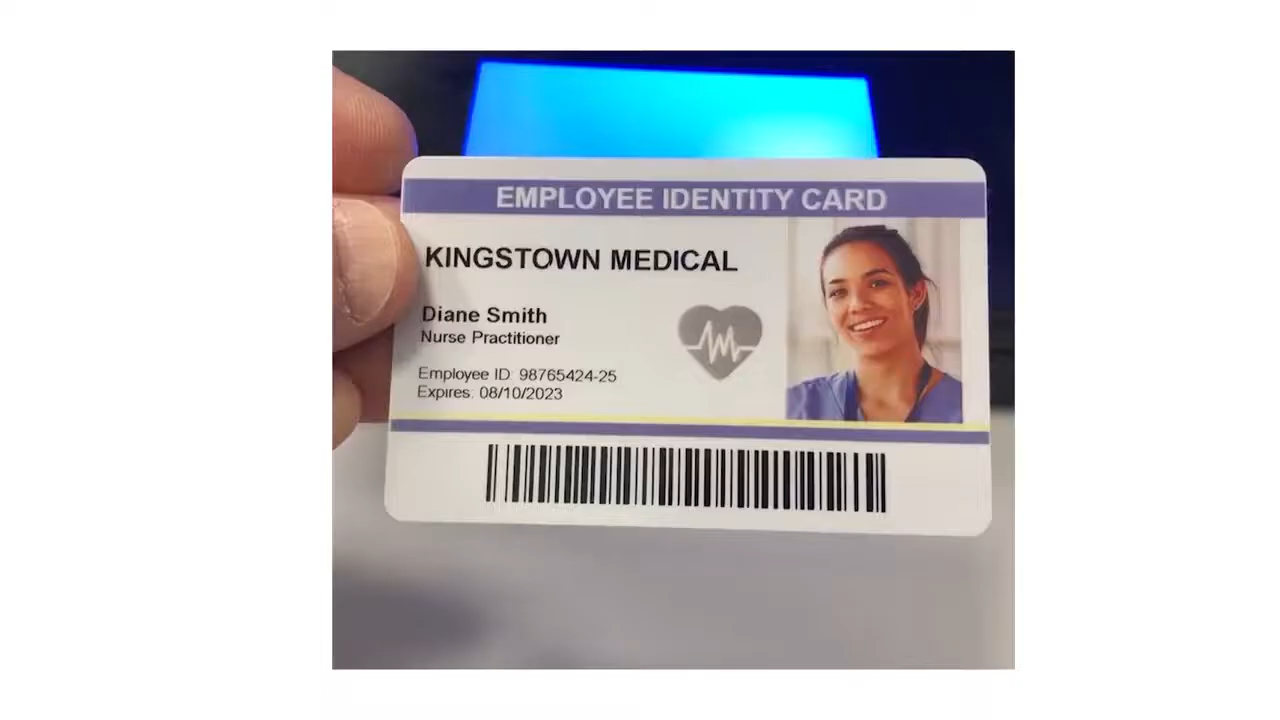 EMPLOYEE IDENTITY CARD
KINGSTOWN MEDICAL
Diane Smith
Nurse Practitioner
Employee ID: 98765424-25
Expires: 08/10/2023